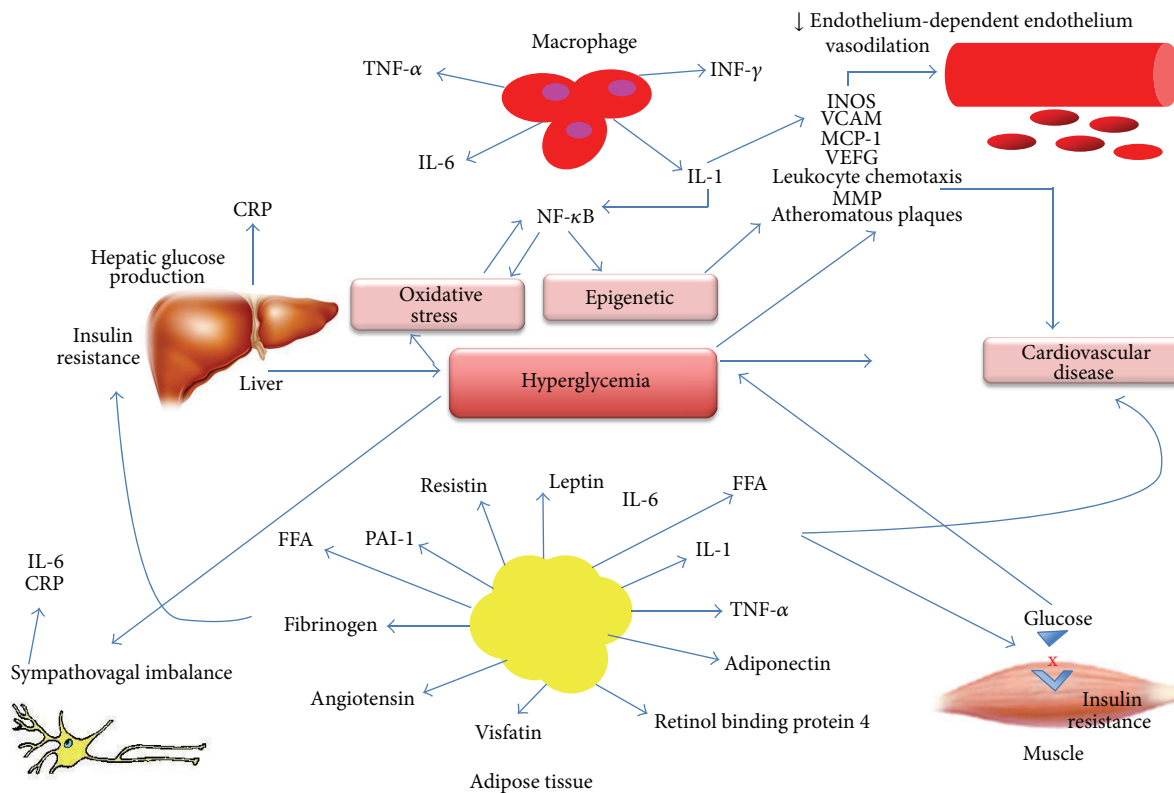 ↓ Endothelium-dependent endothelium
vasodilation
Macrophage
TNF-α
INF-γ
INOS
VCAM
MCP-1
VEFG
Leukocyte chemotaxis
MMP
Atheromatous plaques
IL-6
IL-1
NF-κB
CRP
Hepatic glucose
production
Oxidative
stress
Epigenetic
Insulin
resistance
Liver
Hyperglycemia
Cardiovascular
disease
Resistin
Leptin
IL-6
FFA
FFA
PAI-1
IL-1
IL-6
CRP
TNF-α
Fibrinogen
Glucose
Sympathovagal imbalance
Adiponectin
x
Angiotensin
Visfatin
Retinol binding protein 4
Insulin
resistance
Muscle
Adipose tissue